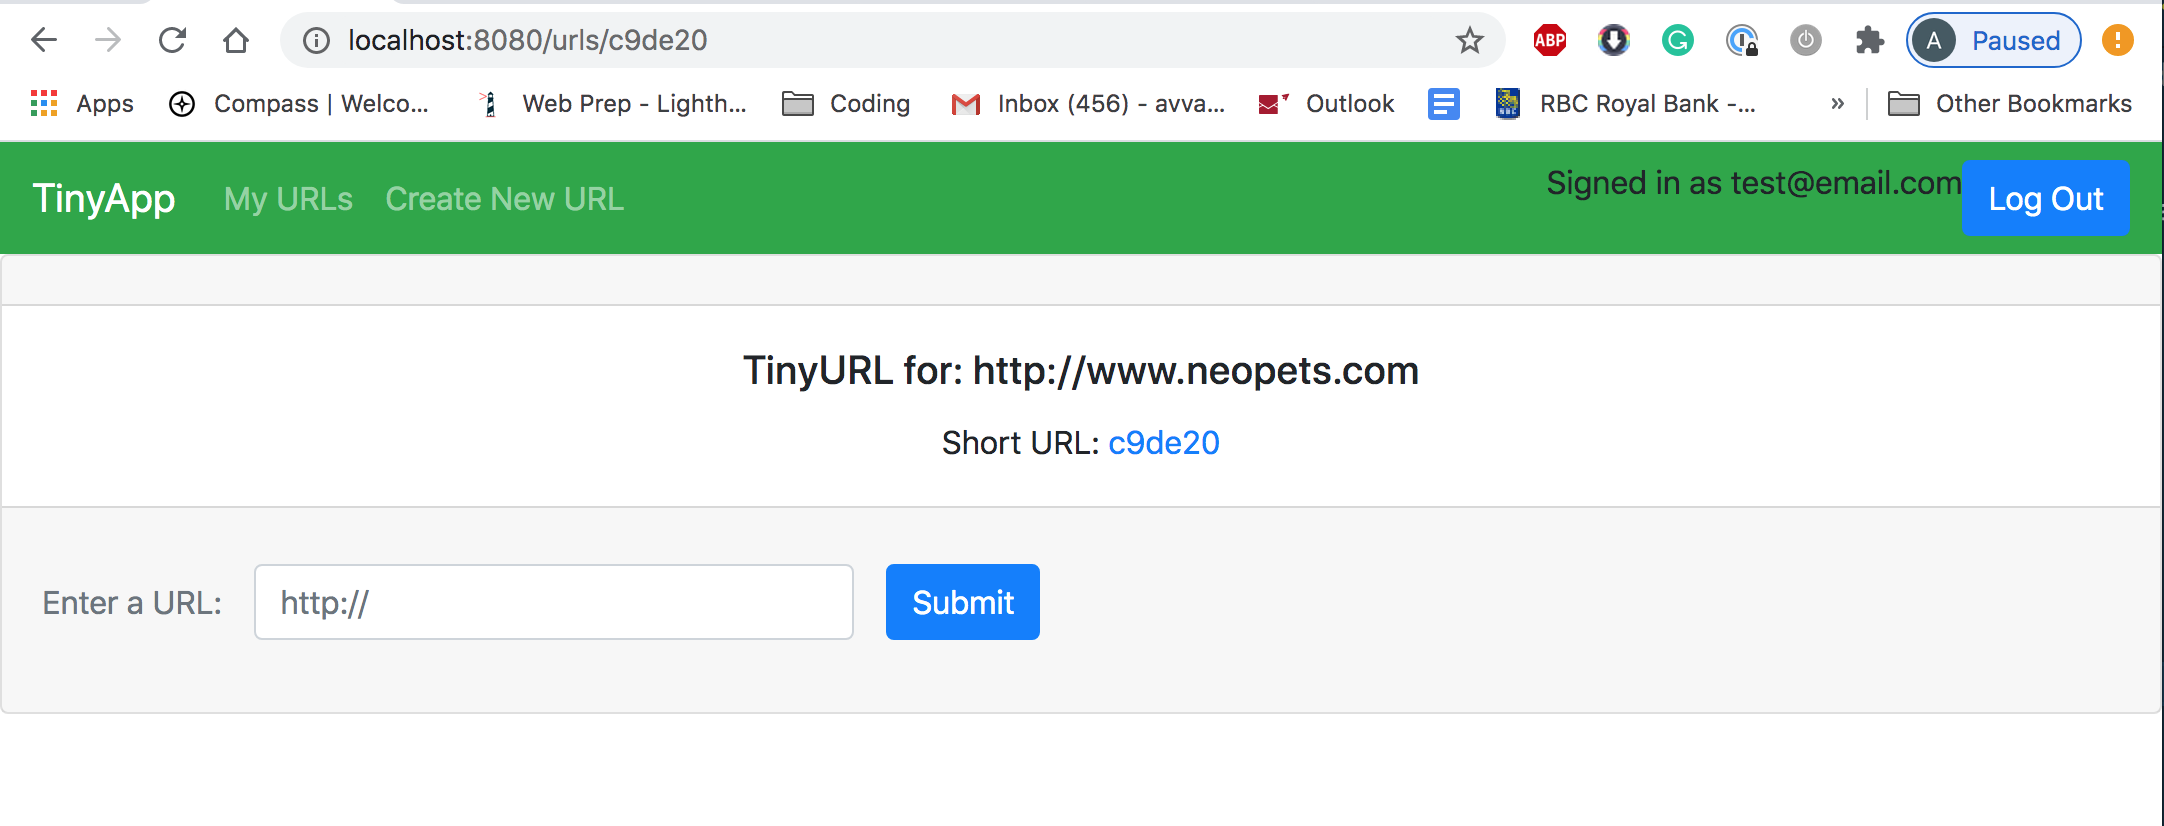 localhost:8080/urls/c9de20
ABP
G
A
Paused
Apps
Compass | Welco...
Web Prep - Lighth...
Coding
Inbox (456) - avva...
Outlook
RBC Royal Bank -...
»
Other Bookmarks
TinyApp
My URLs
Create New URL
Signed in as test@email.com
Log Out
TinyURL for: http://www.neopets.com
Short URL: c9de20
Enter a URL:
http://
Submit